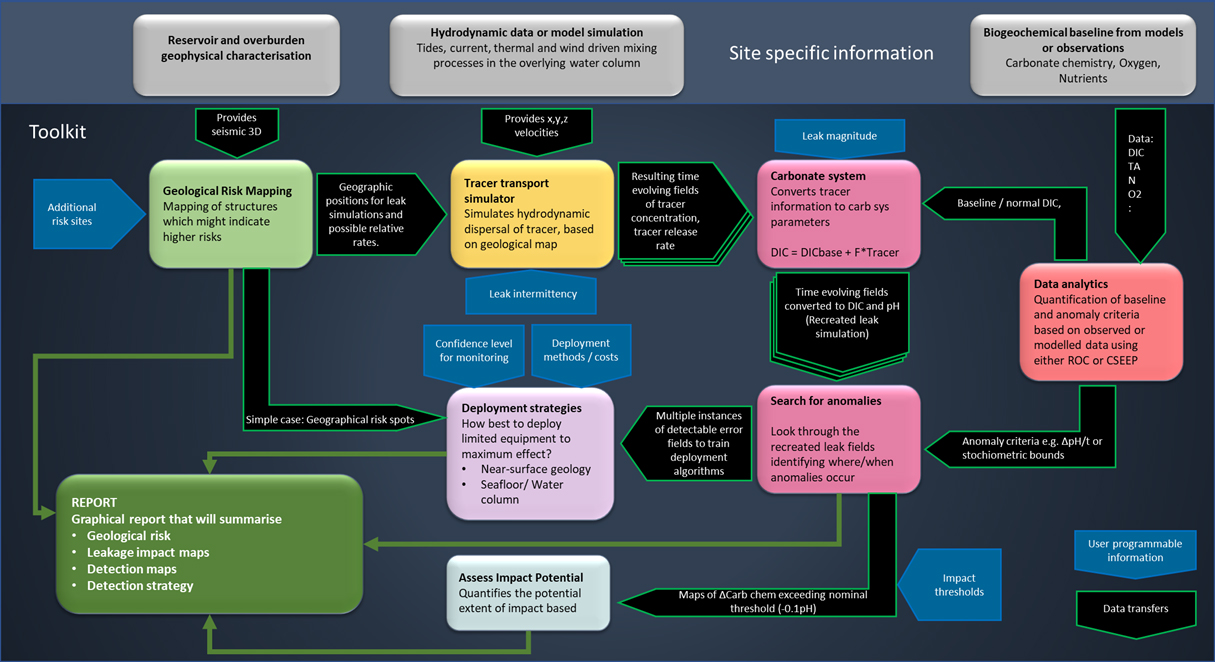 Reservoir and overburden
geophysical characterisation
Hydrodynamic data or model simulation
Tides, current, thermal and wind driven mixing
processes in the overlying water column
Site specific information
Biogeochemical baseline from models
or observations
Carbonate chemistry, Oxygen,
Nutrients
Toolkit
Provides
seismic 3D
Provides x,y,z
velocities
Leak magnitude
Data:
DIC
TA
N
O2
:
Additional
risk sites
Geological Risk Mapping
Mapping of structures
which might indicate
higher risks
Geographic
positions for leak
simulations and
possible relative
rates.
Tracer transport
simulator
Simulates hydrodynamic
dispersal of tracer, based
on geological map
Resulting time
evolving fields
of tracer
concentration,
tracer release
rate
Carbonate system
Converts tracer
information to carb sys
parameters
DIC = DICbase + F*Tracer
Baseline / normal DIC,
Leak intermittency
Time evolving fields
converted to DIC and pH
(Recreated leak
simulation)
Data analytics
Quantification of baseline
and anomaly criteria
based on observed or
modelled data using
either ROC or CSEEP
Confidence level
for monitoring
Deployment
methods / costs
Simple case: Geographical risk spots
Deployment strategies
How best to deploy
limited equipment to
maximum effect?
• Near-surface geology
• Seafloor/ Water
column
Multiple instances
of detectable error
fields to train
deployment
algorithms
Search for anomalies
Look through the
recreated leak fields
identifying where/when
anomalies occur
Anomaly criteria e.g. ΔpH/t or
stochiometric bounds
REPORT
Graphical report that will summarise
• Geological risk
• Leakage impact maps
• Detection maps
• Detection strategy
Assess Impact Potential
Quantifies the potential
extent of impact based
Maps of ΔCarb chem exceeding nominal
threshold (-0.1pH)
Impact
thresholds
User programmable
information
Data transfers